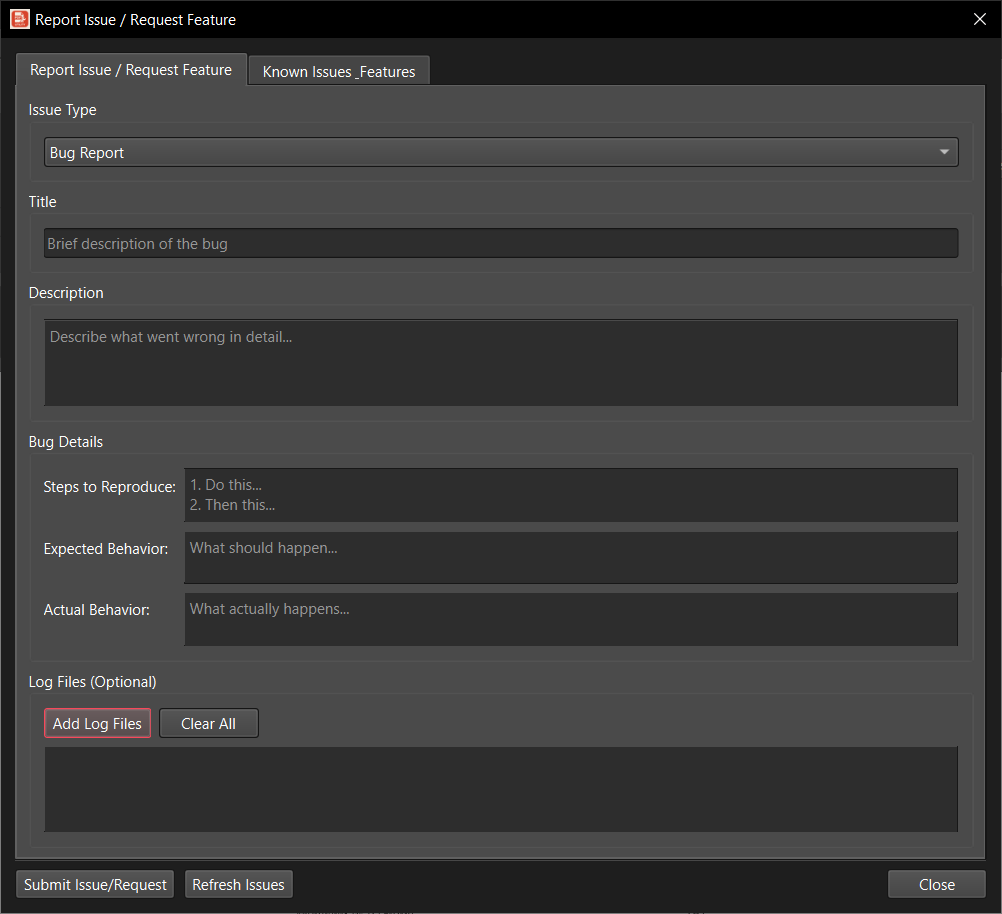 Report Issue / Request Feature
Report Issue / Request Feature
Known Issues _Features
Issue Type
Bug Report
Title
Brief description of the bug
Description
Describe what went wrong in detail...
Bug Details
Steps to Reproduce:
1. Do this...
2. Then this...
Expected Behavior:
What should happen...
Actual Behavior:
What actually happens...
Log Files (Optional)
Add Log Files
Clear All
Submit Issue/Request
Refresh Issues
Close